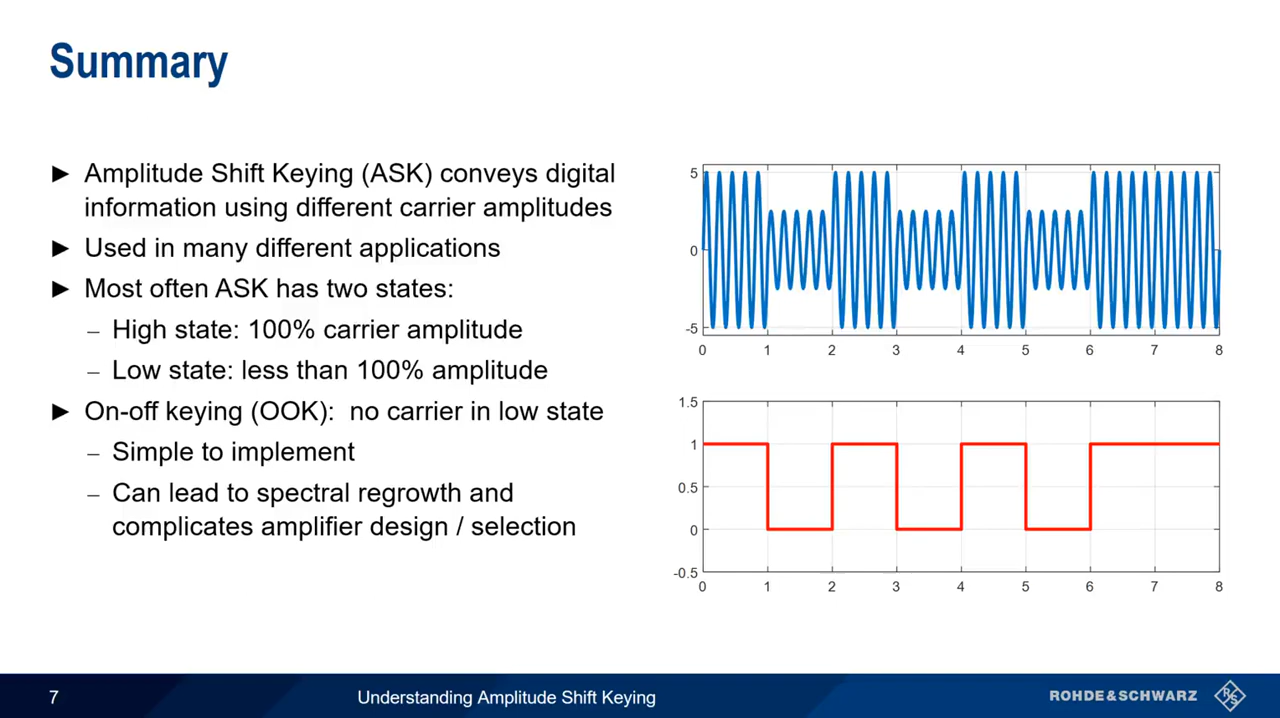 Summary
► Amplitude Shift Keying (ASK) conveys digital
information using different carrier amplitudes
► Used in many different applications
► Most often ASK has two states:
– High state: 100% carrier amplitude
– Low state: less than 100% amplitude
► On-off keying (OOK): no carrier in low state
– Simple to implement
– Can lead to spectral regrowth and
complicates amplifier design / selection
5
0
-5
0 1 2 3 4 5 6 7 8
1.5
1
0.5
0
-0.5
0 1 2 3 4 5 6 7 8
7
Understanding Amplitude Shift Keying
ROHDE & SCHWARZ
R S